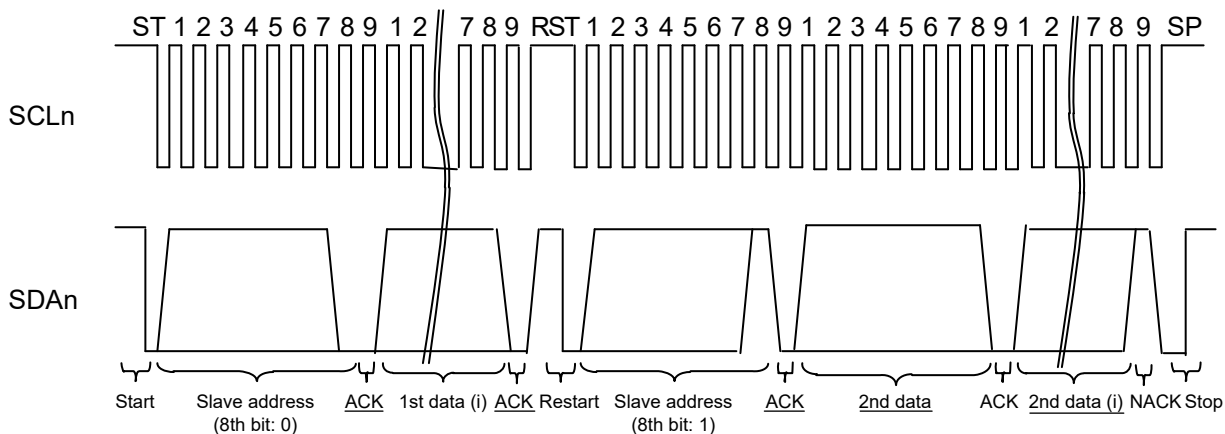 ST 1 2 3 4 5 6 7 8 9 1 2 7 8 9 RST 1 2 3 4 5 6 7 8 9 1 2 3 4 5 6 7 8 9 1 2 7 8 9 SP
SCLn
SDAn
Start Slave address ACK 1st data (i) ACK Restart Slave address ACK 2nd data ACK 2nd data (i) NACK Stop
(8th bit: 0) (8th bit: 1)